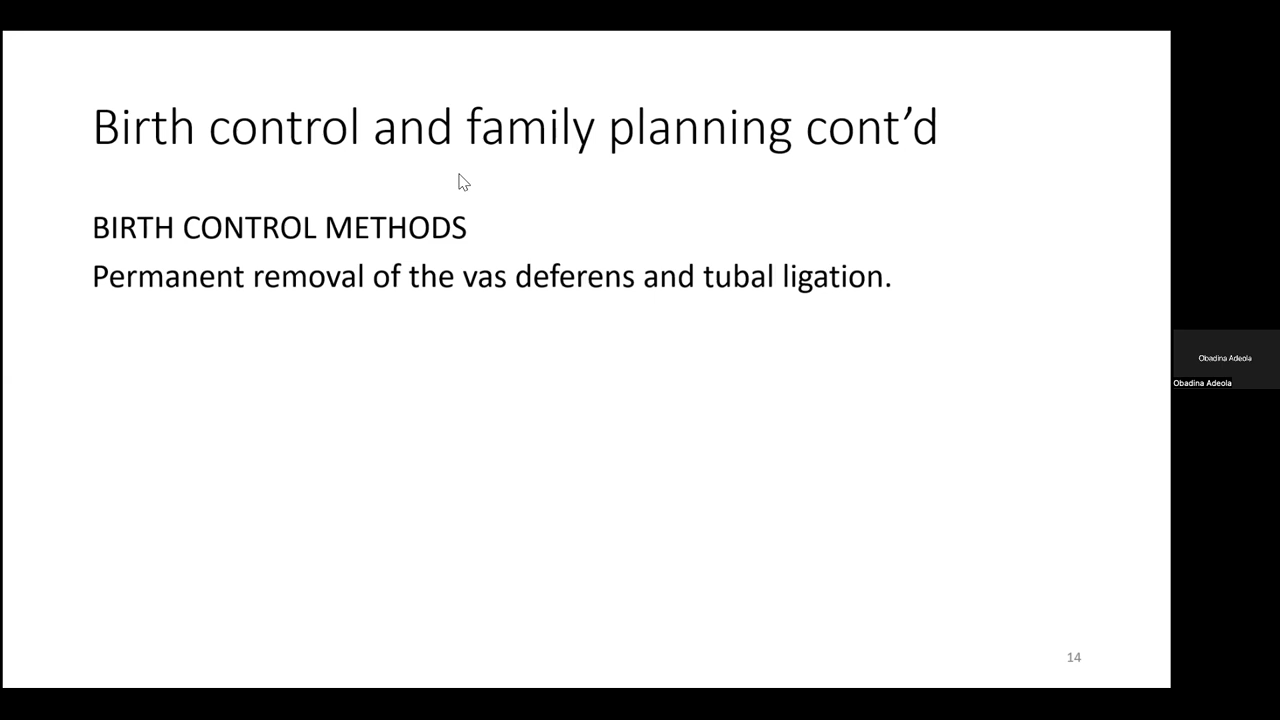 Birth control and family planning cont’d
BIRTH CONTROL METHODS
Permanent removal of the vas deferens and tubal ligation.
Obadina Adeola
Obadina Adeola
14